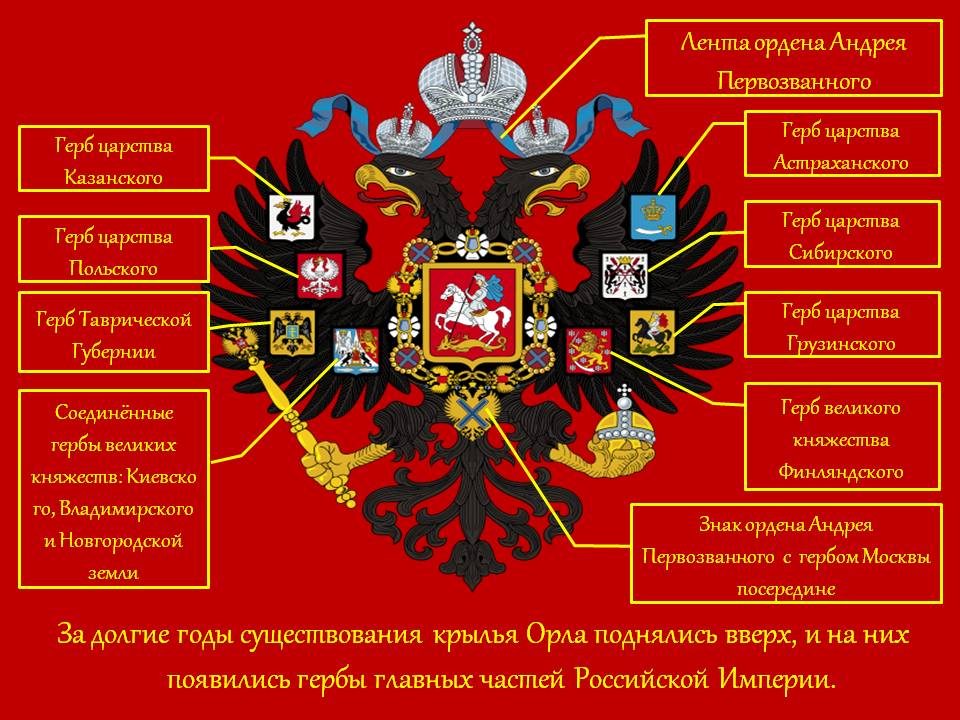 Лента ордена Андрея
Первозванного
Герб царства
Казанского
Герб царства
Астраханского
Герб царства
Польского
Герб царства
Сибирского
Герб Таврической
Губернии
Герб царства
Грузинского
Соединённые
гербы великих
княжеств: Киевско
го, Владимирского
и Новгородской
земли
Герб великого
княжества
Финляндского
Знак ордена Андрея
Первозванного с гербом Москвы
посередине
За долгие годы существования крылья Орла поднялись вверх, и на них
появились гербы главных частей Российской Империи.